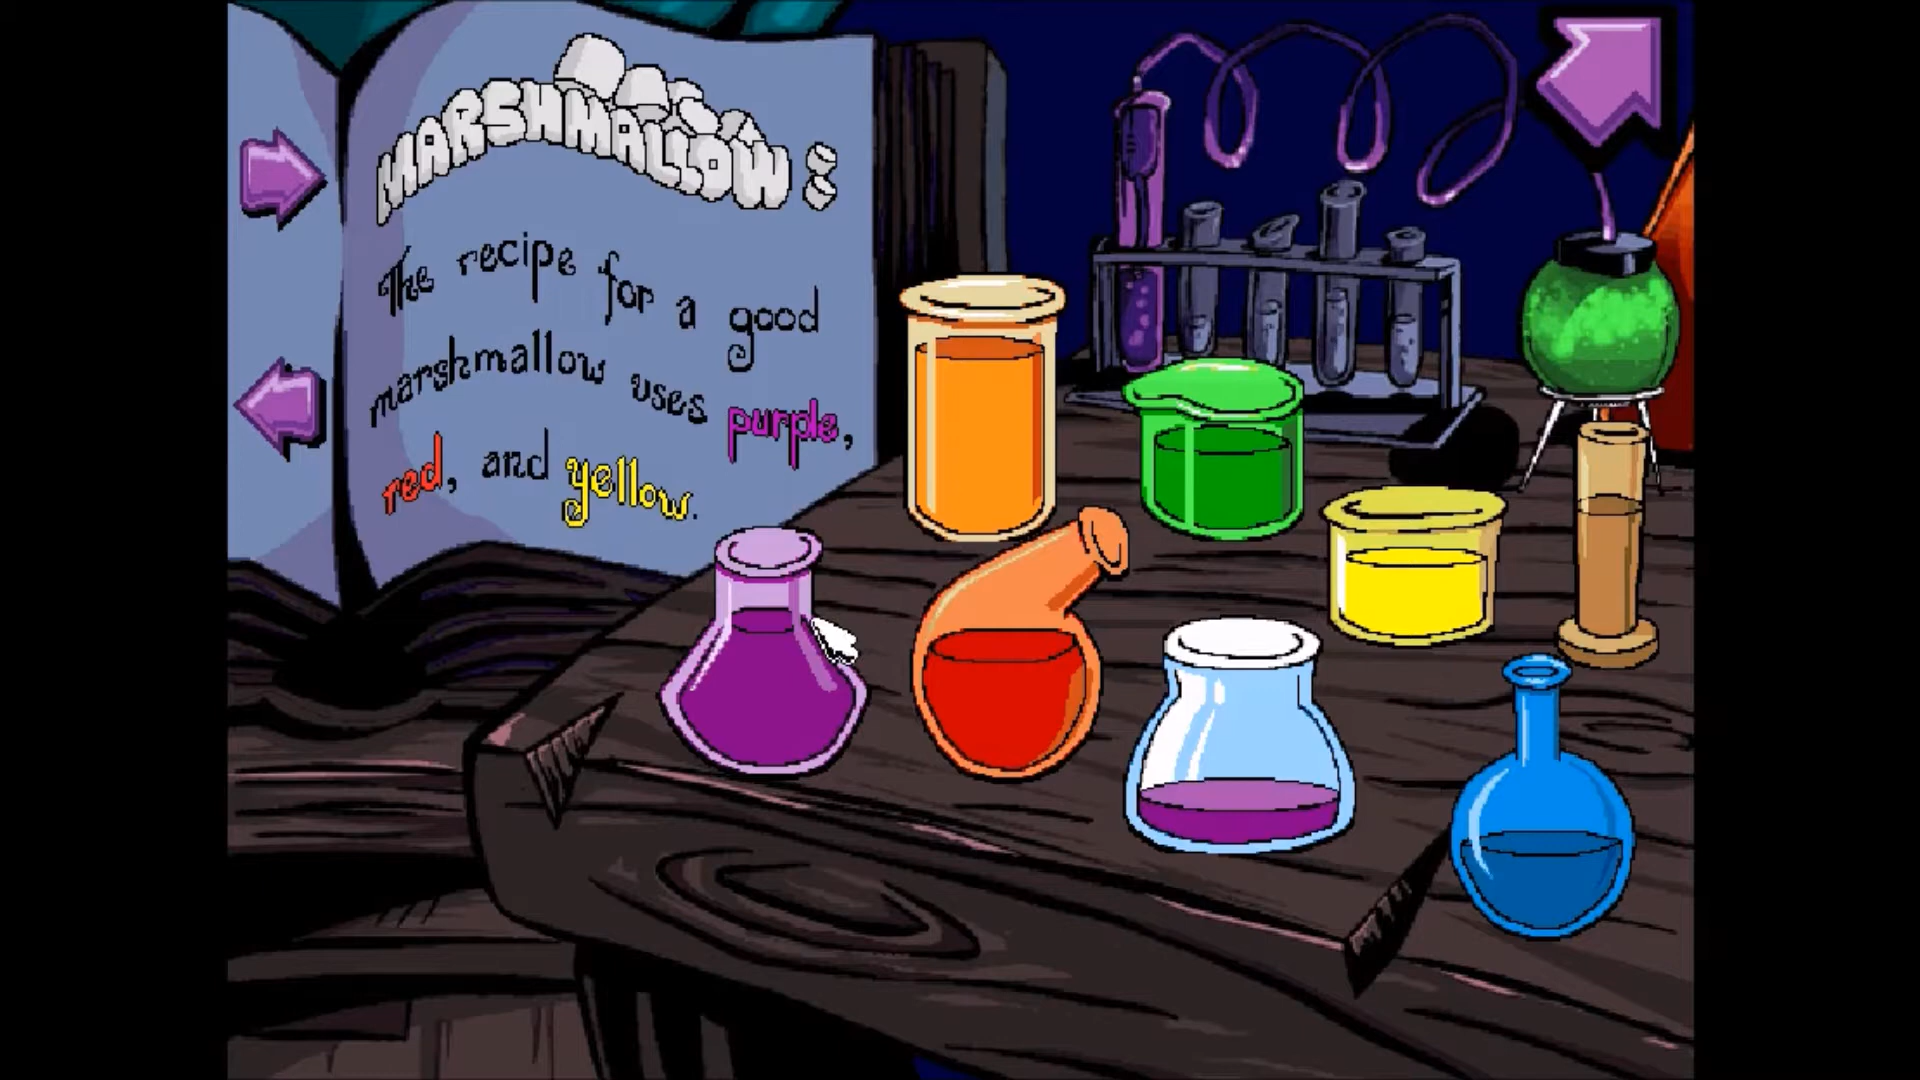 MARSHMALLOW:
The recipe for a good
marshmallow uses purple,
red, and yellow.